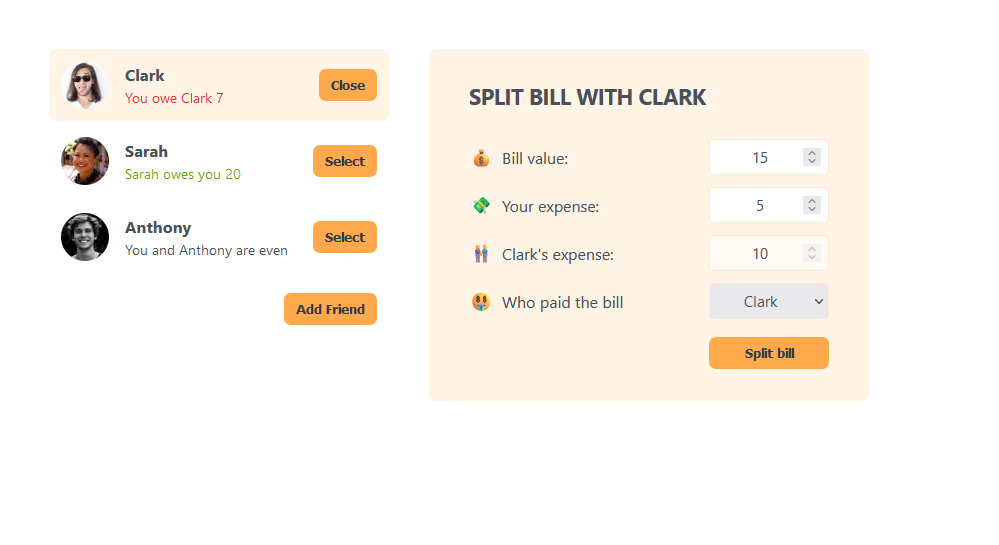 Clark
You owe Clark 7
Close
Sarah
Sarah owes you 20
Select
Anthony
You and Anthony are even
Select
Add Friend
SPLIT BILL WITH CLARK
Bill value:
15
Your expense:
5
Clark's expense:
10
Who paid the bill
Clark
Split bill